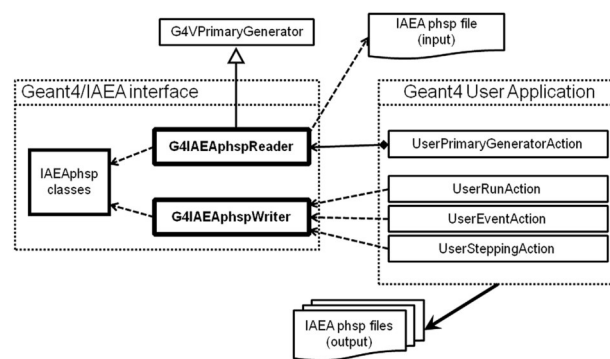 G4VPrimaryGenerator
IAEA phsp file
(input)
Geant4/IAEA interface
Geant4 User Application
G4IAEAphspReader
UserPrimaryGeneratorAction
IAEAphsp
classes
UserRunAction
G4IAEAphspWriter
UserEventAction
UserSteppingAction
IAEA phsp files
(output)